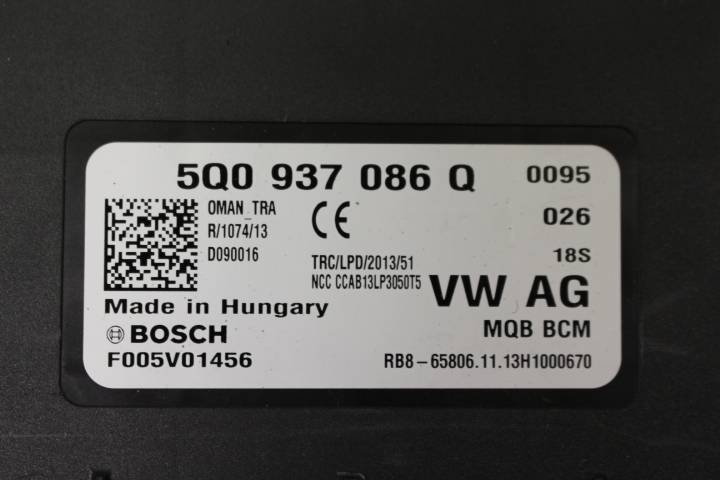 5Q0 937 086 Q 0095
OMAN_TRA
R/1074/13
D090016
CE
026
TRC/LPD/2013/51
NCC CCAB13LP3050T5
18S
VW AG
Made in Hungary
BOSCH
MQB BCM
F005V01456
RB8-65806.11.13H1000670